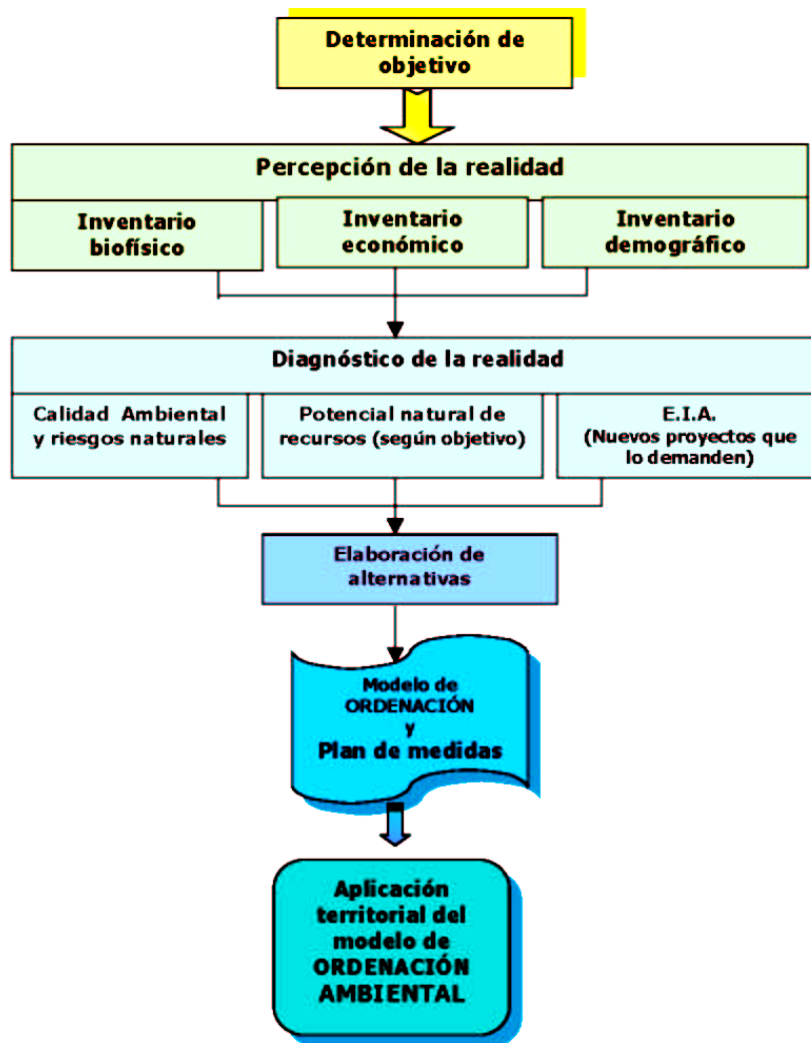 Determinación de
objetivo
Percepción de la realidad
Inventario
biofísico
Inventario
económico
Inventario
demográfico
Diagnóstico de la realidad
Calidad Ambiental
y riesgos naturales
Potencial natural de
recursos (según objetivo)
E.I.A.
(Nuevos proyectos que
lo demanden)
Elaboración de
alternativas
Modelo de
ORDENACIÓN
y
Plan de medidas
Aplicación
territorial del
modelo de
ORDENACIÓN
AMBIENTAL